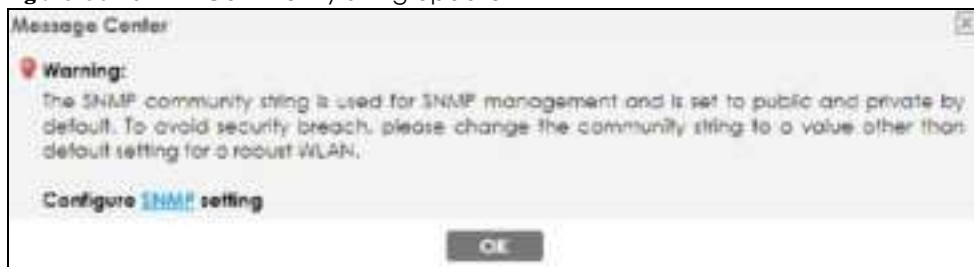 Message Center
Warning:
The SNMP community string is used for SNMP management and is set to public and private by
default. To avoid security breach, please change the community string to a value other than
default setting for a robust WLAN.
Configure SNMP setting
OK